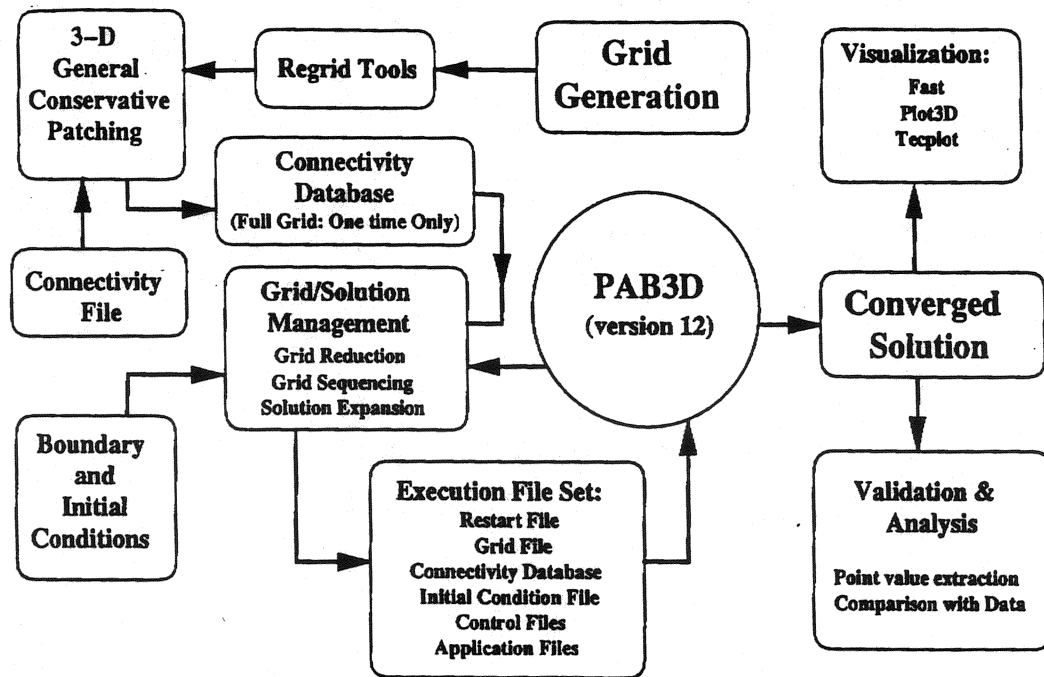 3-D
General
Conservative
Patching
Regrid Tools
Grid
Generation
Visualization:
Fast
Plot3D
Tecplot
Connectivity
Database
(Full Grid: One time Only)
Connectivity
File
Grid/Solution
Management
Grid Reduction
Grid Sequencing
Solution Expansion
PAB3D
(version 12)
Converged
Solution
Boundary
and
Initial
Conditions
Execution File Set:
Restart File
Grid File
Connectivity Database
Initial Condition File
Control Files
Application Files
Validation &
Analysis
Point value extraction
Comparison with Data